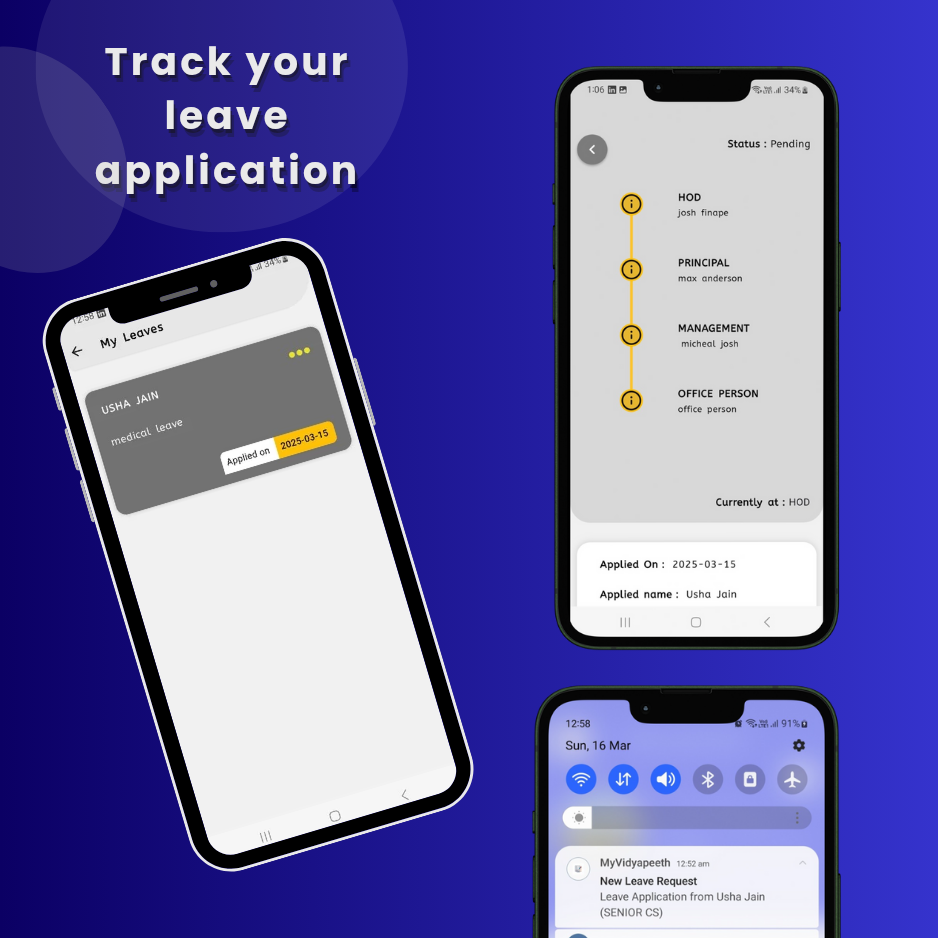 Track your
leave
application
12:58
34%
My Leaves
USHA JAIN
medical leave
Applied on 2025-03-15
1:06
34%
Status : Pending
HOD
josh finape
PRINCIPAL
max anderson
MANAGEMENT
micheal josh
OFFICE PERSON
office person
Currently at : HOD
Applied On : 2025-03-15
Applied name : Usha Jain
12:58
91%
Sun, 16 Mar
MyVidyapeeth 12:52 am
New Leave Request
Leave Application from Usha Jain
(SENIOR CS)